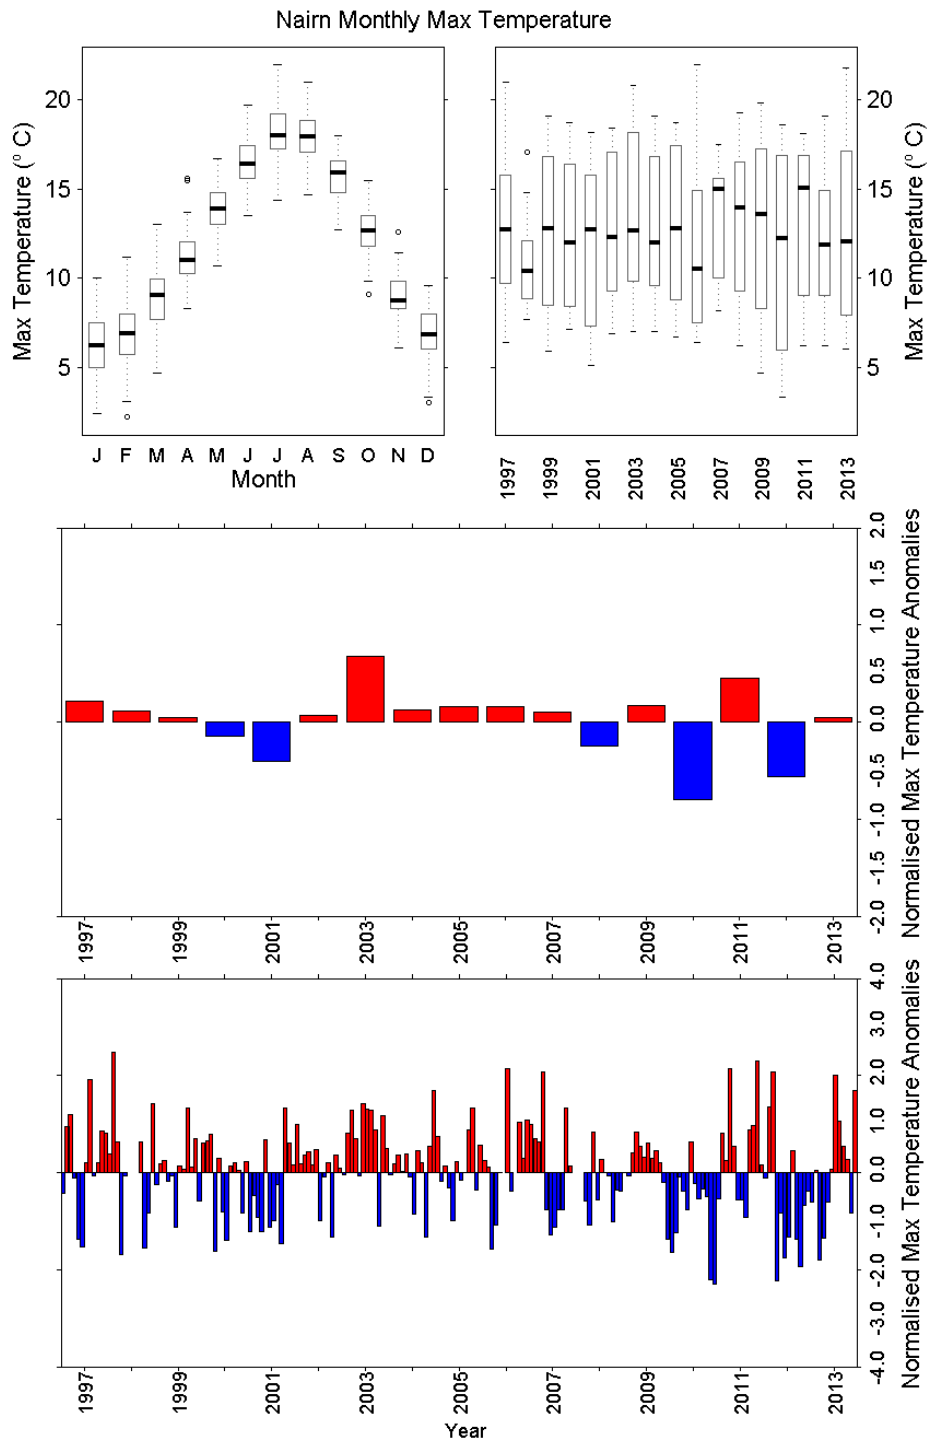 Nairn Monthly Max Temperature
Max Temperature (° C)
20
15
10
5
J F M A M J J A S O N D
Month
20
15
10
5
Max Temperature (° C)
1997 1999 2001 2003 2005 2007 2009 2011 2013
2.0
1.5
1.0
0.5
0.0
-0.5
-1.0
-1.5
-2.0
Normalised Max Temperature Anomalies
1997 1999 2001 2003 2005 2007 2009 2011 2013
4.0
3.0
2.0
1.0
0.0
-1.0
-2.0
-3.0
-4.0
Normalised Max Temperature Anomalies
1997 1999 2001 2003 2005 2007 2009 2011 2013
Year